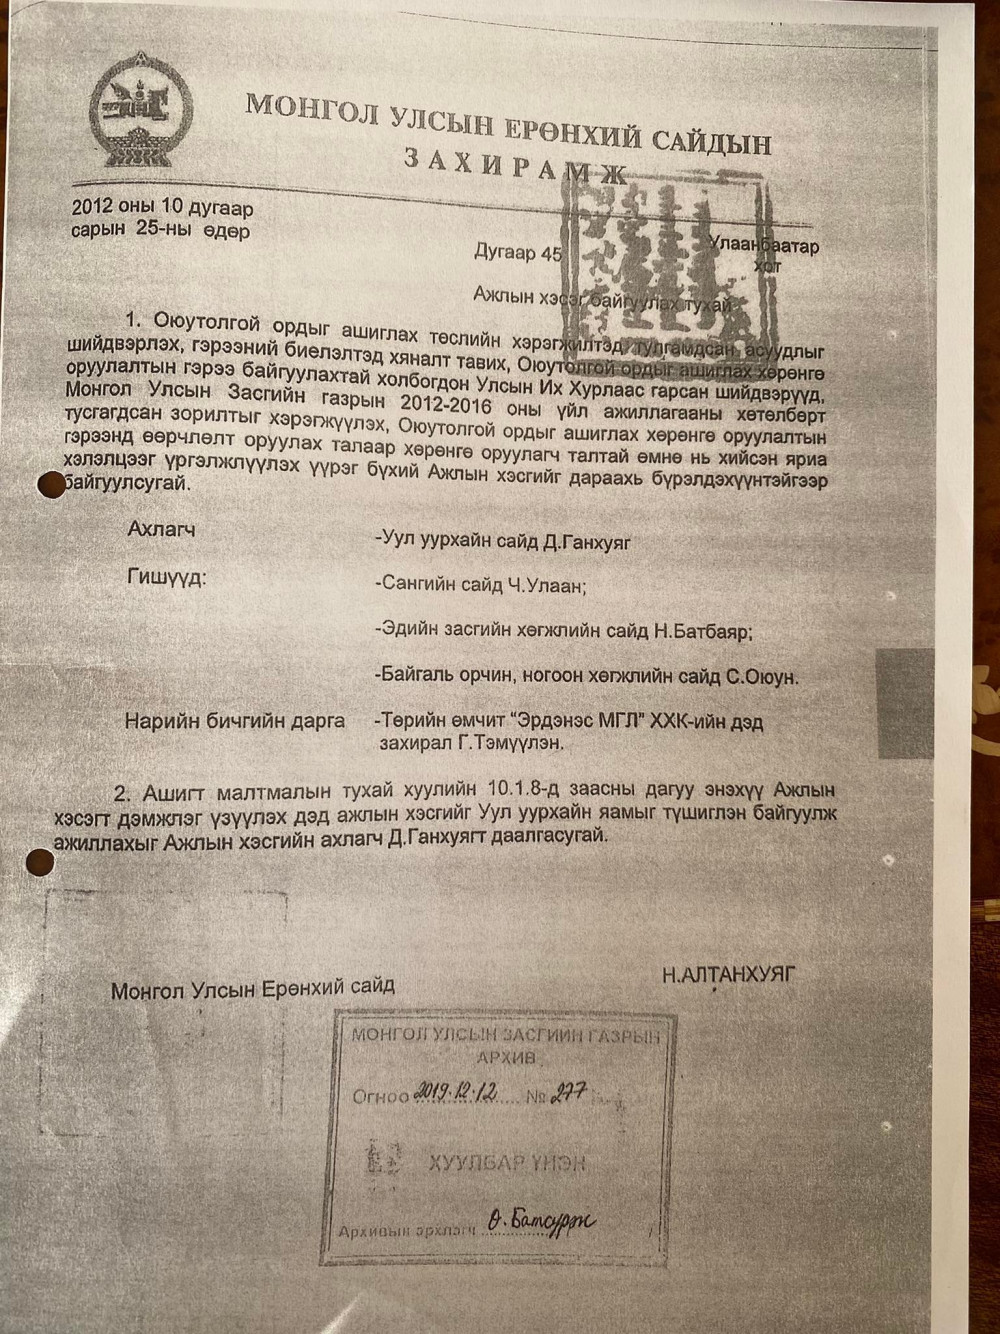 МОНГОЛ УЛСЫН ЕРӨНХИЙ САЙДЫН
ЗАХИРАМЖ
2012 оны 10 дугаар
сарын 25-ны өдөр
Дугаар 45
Улаанбаатар
хот
Ажлын хэсэг байгуулах тухай
1. Оюутолгой ордыг ашиглах төслийн хэрэгжилтэд тулгамдсан асуудлыг
шийдвэрлэх, гэрээний биелэлтэд хяналт тавих, Оюутолгой ордыг ашиглах хөрөнгө
оруулалтын гэрээ байгуулахтай холбогдон Улсын Их Хурлаас гарсан шийдвэрүүд,
Монгол Улсын Засгийн газрын 2012-2016 оны үйл ажиллагааны хөтөлбөрт
тусгагдсан зорилтыг хэрэгжүүлэх, Оюутолгой ордыг ашиглах хөрөнгө оруулалтын
гэрээнд өөрчлөлт оруулах талаар хөрөнгө оруулагч талтай өмнө нь хийсэн яриа
хэлэлцээг үргэлжлүүлэх үүрэг бүхий Ажлын хэсгийг дараахь бүрэлдэхүүнтэйгээр
байгуулсугай.
Ахлагч -Уул уурхайн сайд Д.Ганхуяг
Гишүүд: -Сангийн сайд Ч.Улаан;
-Эдийн засгийн хөгжлийн сайд Н.Батбаяр;
-Байгаль орчин, ногоон хөгжлийн сайд С.Оюун.
Нарийн бичгийн дарга -Төрийн өмчит “Эрдэнэс МГЛ” ХХК-ийн дэд
захирал Г.Тэмүүлэн.
2. Ашигт малтмалын тухай хуулийн 10.1.8-д заасны дагуу энэхүү Ажлын
хэсэгт дэмжлэг үзүүлэх дэд ажлын хэсгийг Уул уурхайн яамыг түшиглэн байгуулж
ажиллахыг Ажлын хэсгийн ахлагч Д.Ганхуягт даалгасугай.
Монгол Улсын Ерөнхий сайд Н.АЛТАНХУЯГ
МОНГОЛ УЛСЫН ЗАСГИЙН ГАЗРЫН
АРХИВ
Огноо 2019.12.12 № 277
ХУУЛБАР ҮНЭН
Архивын эрхлэгч Ө.Батсурэж